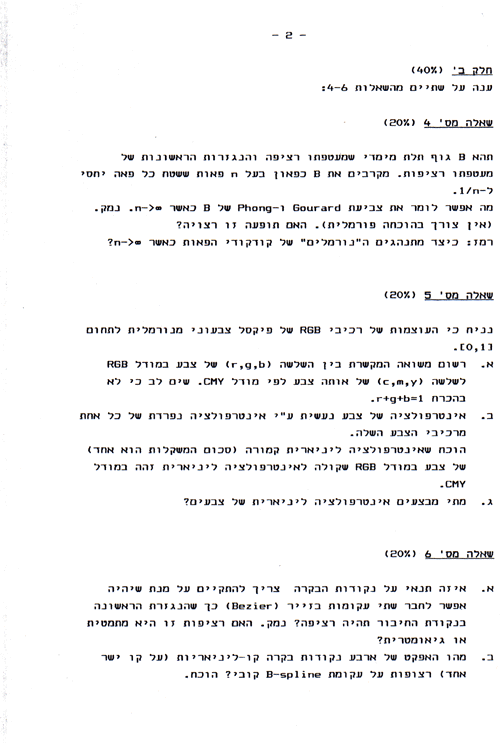 - 2 -
חלק ב' (40%)
ענה על שתיים מהשאלות 4-6:
שאלה מס' 4 (20%)
תהא B גוף תלת מימדי שמעטפתו רציפה והנגזרות הראשונות של
מעטפתו רציפות. מקרבים את B כפאון בעל n פאות ששטח כל פאה יחסי
ל-1/n.
מה אפשר לומר את צביעת Gourard ו-Phong של B כאשר n->∞. נמק.
(אין צורך בהוכחה פורמלית). האם תופעה זו רצויה?
רמז: כיצד מתנהגים ה"נורמלים" של קודקודי הפאות כאשר n->∞?
שאלה מס' 5 (20%)
נניח כי העוצמות של רכיבי RGB של פיקסל צבעוני מנורמלית לתחום
[0,1].
א. רשום משואה המקשרת בין השלשה (r,g,b) של צבע במודל RGB
לשלשה (c,m,y) של אותה צבע לפי מודל CMY. שים לב כי לא
בהכרח r+g+b=1.
ב. אינטרפולציה של צבע נעשית ע"י אינטרפולציה נפרדת של כל אחת
מרכיבי הצבע השלה.
הוכח שאינטרפולציה ליניארית קמורה (סכום המשקלות הוא אחד)
של צבע במודל RGB שקולה לאינטרפולציה ליניארית זהה במודל
CMY.
ג. מתי מבצעים אינטרפולציה ליניארית של צבעים?
שאלה מס' 6 (20%)
א. איזה תנאי על נקודות הבקרה צריך להתקיים על מנת שיהיה
אפשר לחבר שתי עקומות בזייר (Bezier) כך שהנגזרת הראשונה
בנקודת החיבור תהיה רציפה? נמק. האם רציפות זו היא מתמטית
או גיאומטרית?
ב. מהו האפקט של ארבע נקודות בקרה קו-ליניאריות (על קו ישר
אחד) רצופות על עקומת B-spline קובי? הוכח.